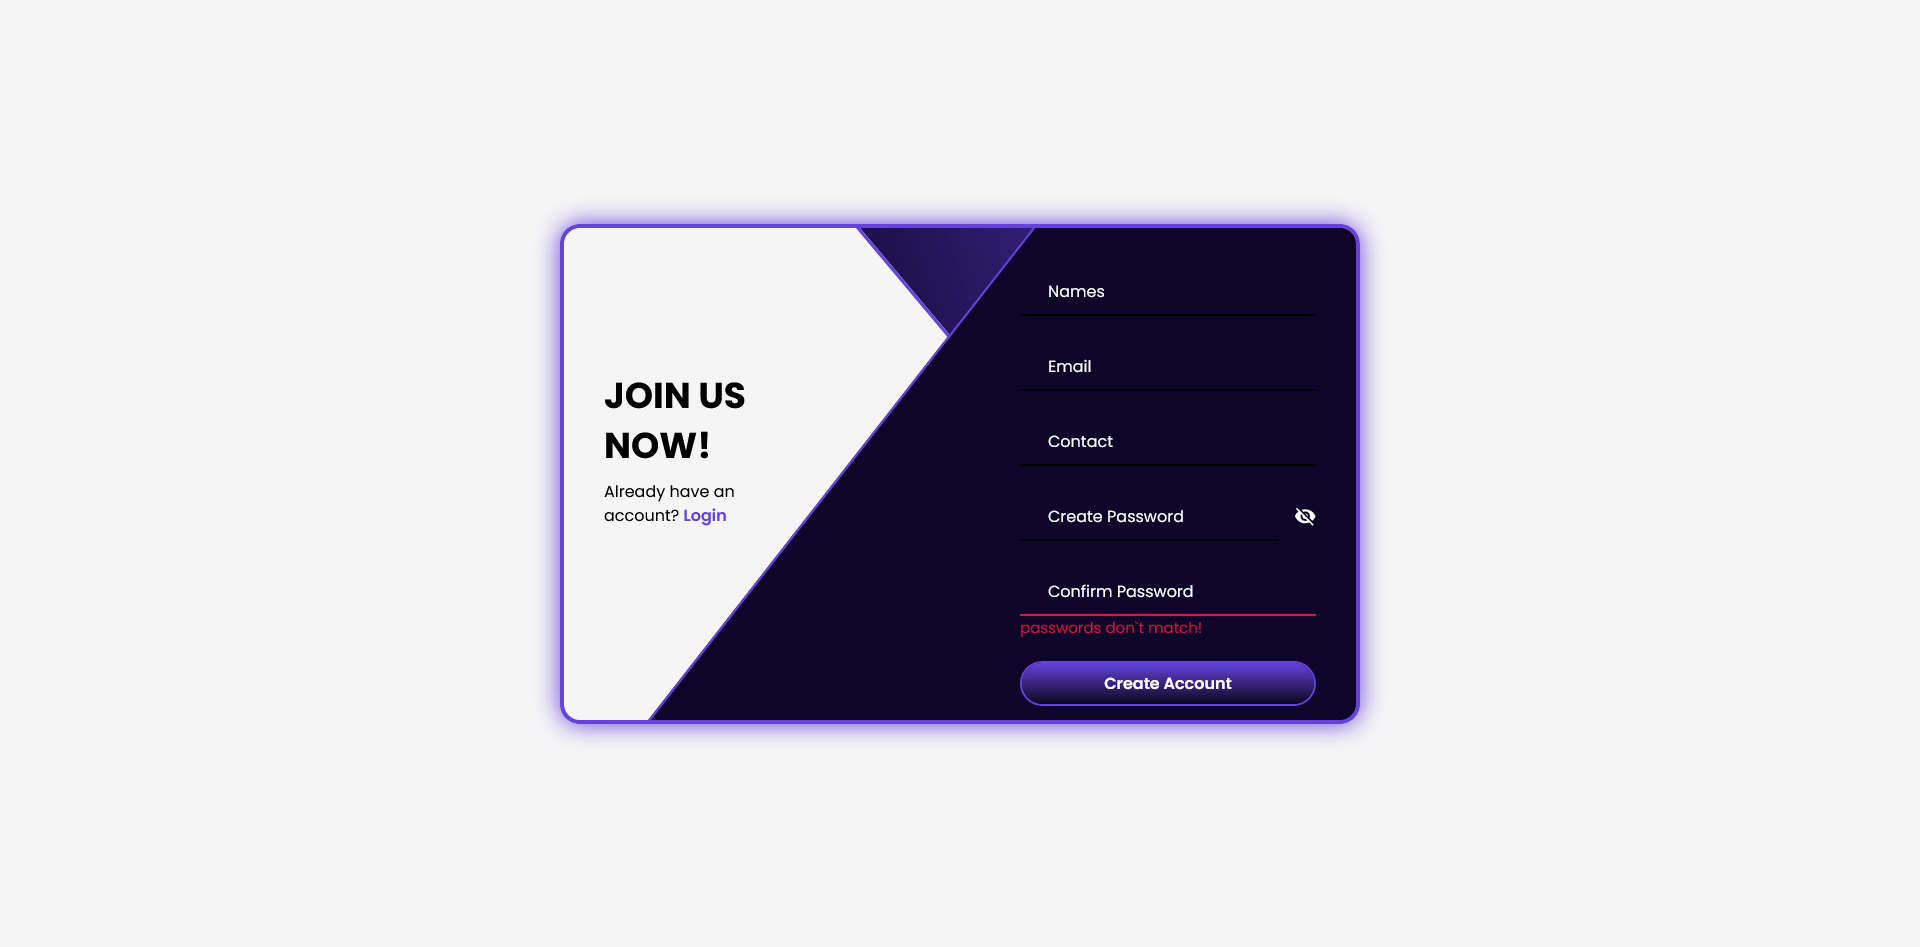 JOIN US
NOW!
Already have an
account? Login
Names
Email
Contact
Create Password
Confirm Password
passwords don`t match!
Create Account